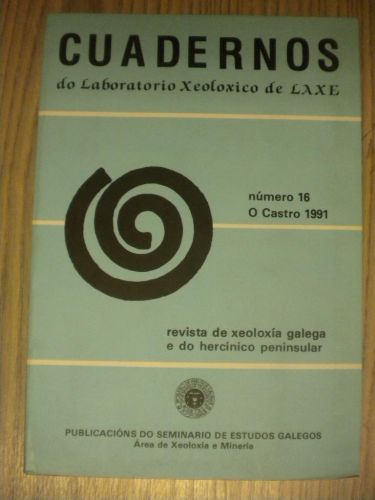 CUADERNOS
do Laboratorio Xeoloxico de LAXE
número 16
O Castro 1991
revista de xeoloxía galega
e do hercínico peninsular
PUBLICACIÓNS DO SEMINARIO DE ESTUDOS GALEGOS
Área de Xeoloxia e Minería